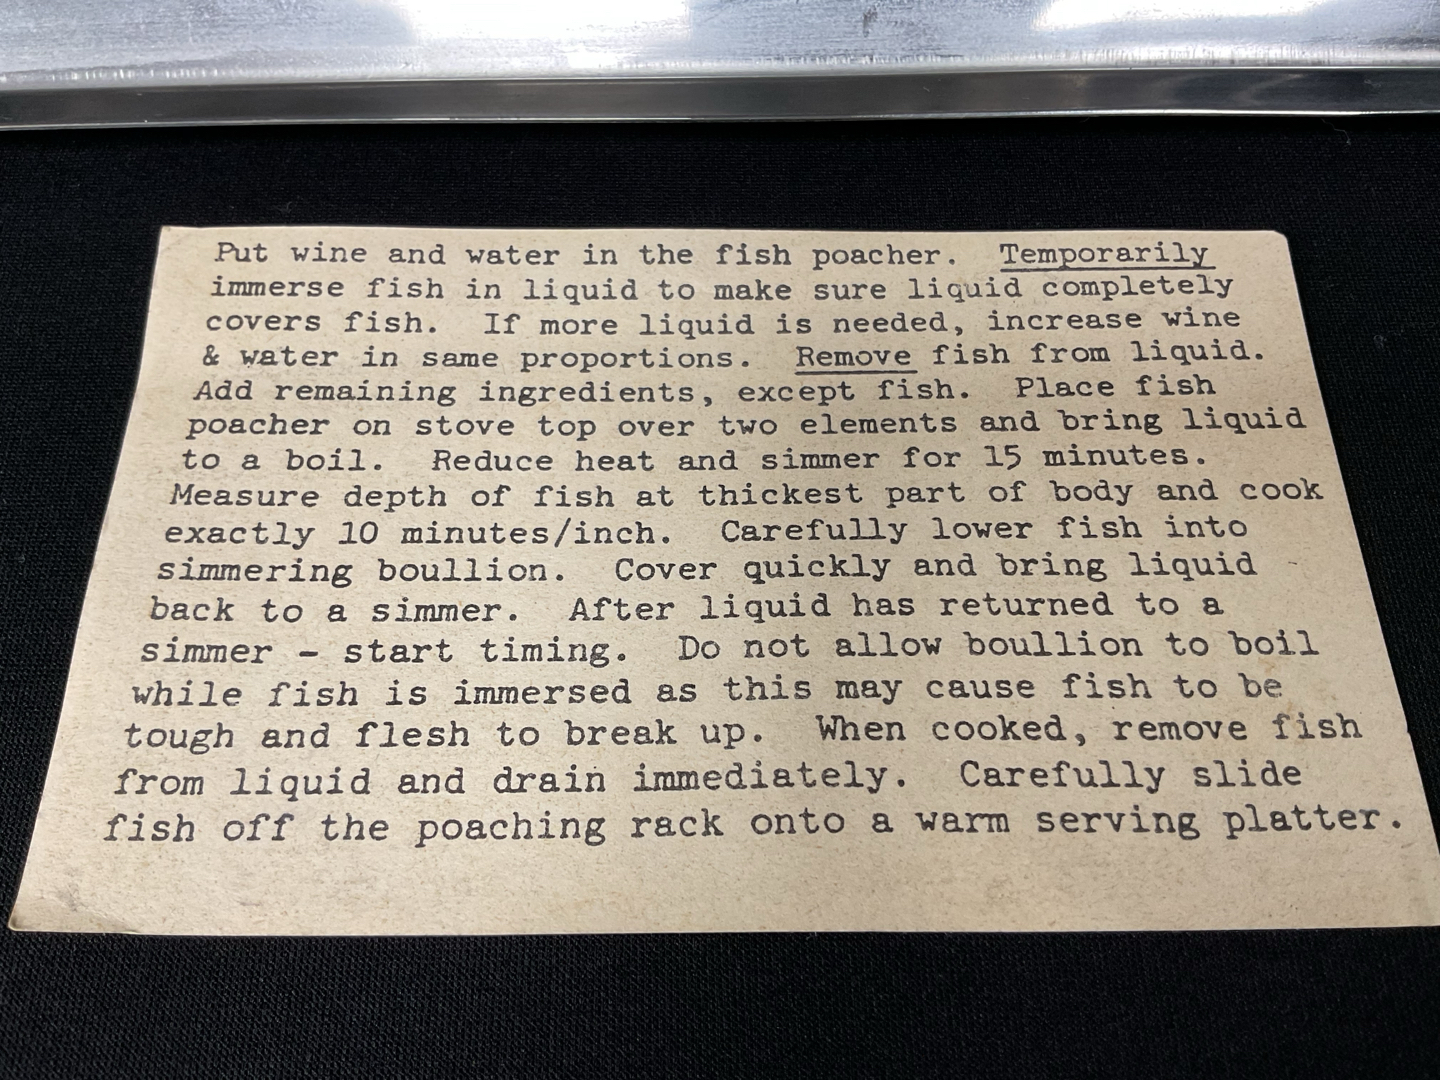 Put wine and water in the fish poacher.  Temporarily
immerse fish in liquid to make sure liquid completely
covers fish.  If more liquid is needed, increase wine
& water in same proportions.  Remove fish from liquid.
Add remaining ingredients, except fish.  Place fish
poacher on stove top over two elements and bring liquid
to a boil.  Reduce heat and simmer for 15 minutes.
Measure depth of fish at thickest part of body and cook
exactly 10 minutes/inch.  Carefully lower fish into
simmering boullion.  Cover quickly and bring liquid
back to a simmer.  After liquid has returned to a
simmer - start timing.  Do not allow boullion to boil
while fish is immersed as this may cause fish to be
tough and flesh to break up.  When cooked, remove fish
from liquid and drain immediately.  Carefully slide
fish off the poaching rack onto a warm serving platter.